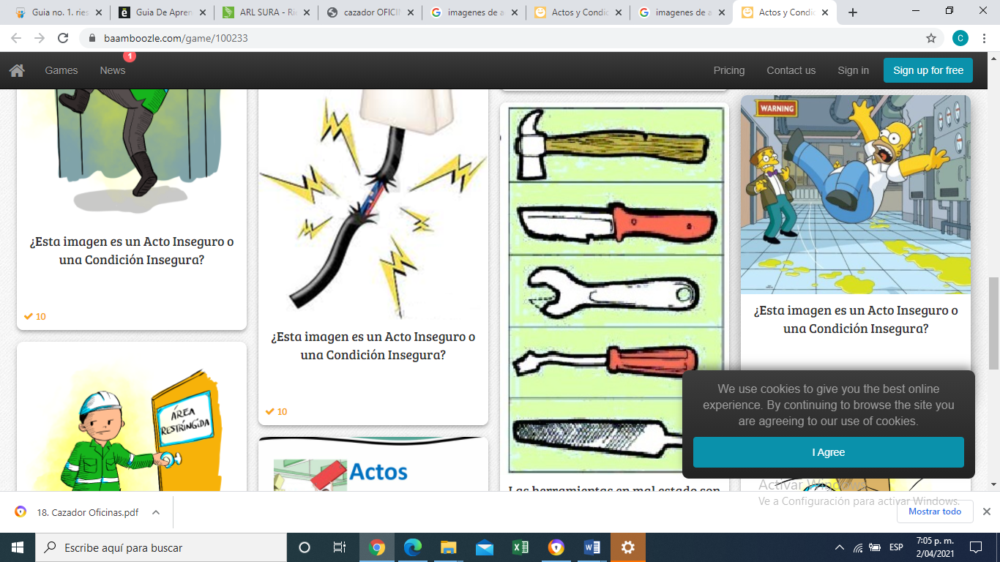 Guia no. 1. ries
Guia De Apren
ARL SURA - Ri
cazador OFICI
imagenes de a
Actos y Condic
imagenes de a
Actos y Condic
baamboozle.com/game/100233
C
Games
News
1
Pricing
Contact us
Sign in
Sign up for free
WARNING
¿Esta imagen es un Acto Inseguro o
una Condición Insegura?
10
¿Esta imagen es un Acto Inseguro o
una Condición Insegura?
10
¿Esta imagen es un Acto Inseguro o
una Condición Insegura?
ÁREA
RESTRINGIDA
Actos
Las herramientas en mal estado son
We use cookies to give you the best online
experience. By continuing to browse the site you
are agreeing to our use of cookies.
I Agree
Activar Windows
Ve a Configuración para activar Windows.
18. Cazador Oficinas.pdf
Mostrar todo
Escribe aquí para buscar
ESP
7:05 p. m.
2/04/2021